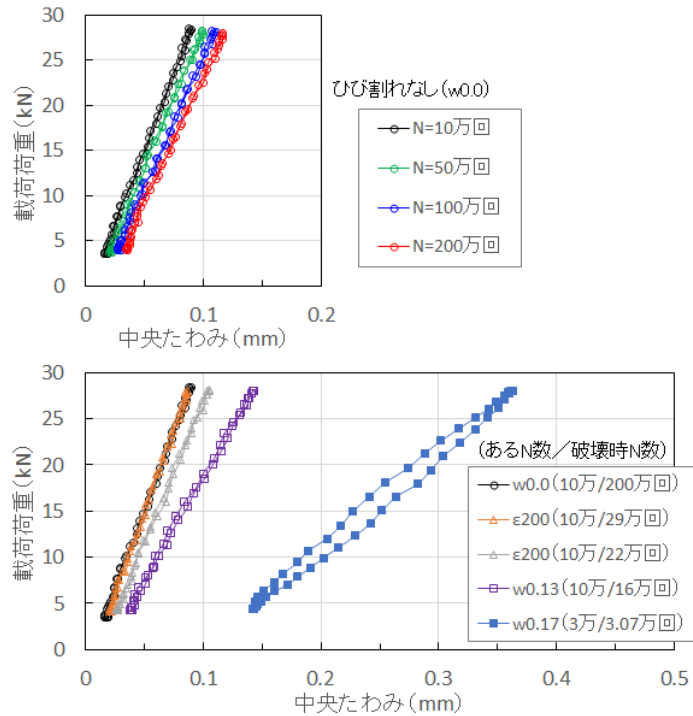 30
25
20
15
10
5
0
載荷荷重(kN)
0
0.1
0.2
中央たわみ(mm)
ひび割れなし(w0.0)
N=10万回
N=50万回
N=100万回
N=200万回
30
25
20
15
10
5
0
載荷荷重(kN)
0
0.1
0.2
0.3
0.4
0.5
中央たわみ(mm)
(あるN数/破壊時N数)
w0.0(10万/200万回)
ε200(10万/29万回)
ε200(10万/22万回)
w0.13(10万/16万回)
w0.17(3万/3.07万回)